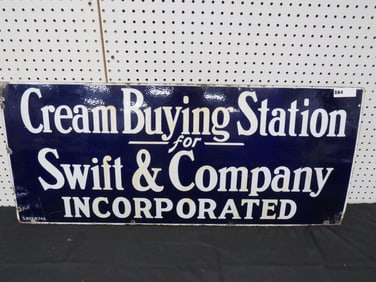 Cream Buying Station
for
Swift & Company
INCORPORATED